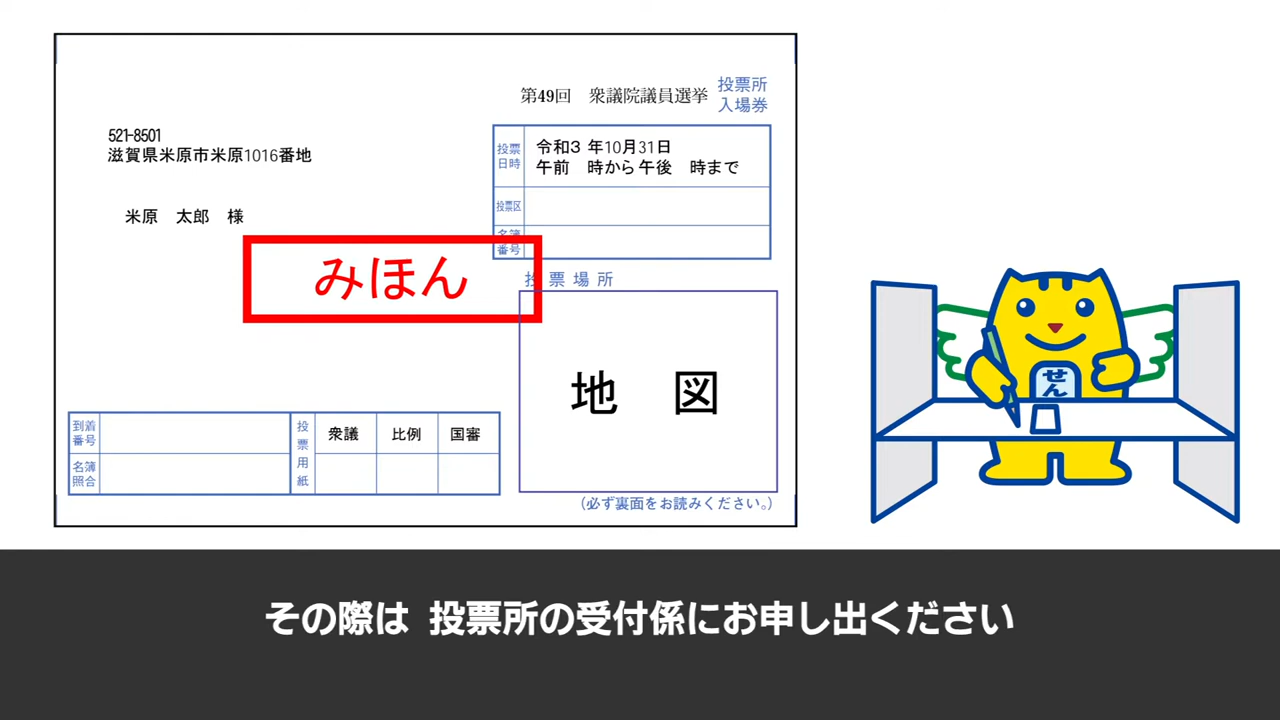 第49回 衆議院議員選挙
投票所
入場券
521-8501
滋賀県米原市米原1016番地
米原 太郎 様
投票
日時
令和3 年10月31日
午前 時から 午後 時まで
投票区
名簿
番号
みほん
投票場所
地 図
到着
番号
名簿
照合
投票用紙
衆議
比例
国審
(必ず裏面をお読みください。)
せん
その際は 投票所の受付係にお申し出ください